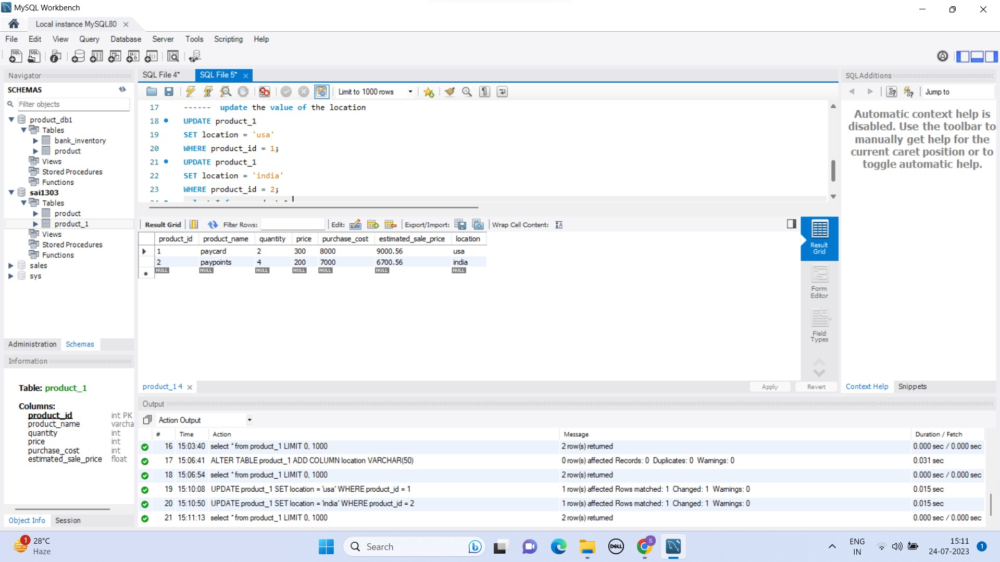 MySQL Workbench
Local instance MySQL80
File Edit View Query Database Server Tools Scripting Help
Navigator
SCHEMAS
Filter objects
product_db1
Tables
bank_inventory
product
Views
Stored Procedures
Functions
sai1303
Tables
product
product_1
Views
Stored Procedures
Functions
sales
sys
Administration Schemas
Information
Table: product_1
Columns:
product_id int PK
product_name varcha
quantity int
price int
purchase_cost int
estimated_sale_price float
Object Info Session
SQL File 4* SQL File 5*
Limit to 1000 rows
17 ------ update the value of the location
18 UPDATE product_1
19 SET location = 'usa'
20 WHERE product_id = 1;
21 UPDATE product_1
22 SET location = 'india'
23 WHERE product_id = 2;
Result Grid Filter Rows: Edit: Export/Import: Wrap Cell Content:
product_id product_name quantity price purchase_cost estimated_sale_price location
1 paycard 2 300 8000 9000.56 usa
2 paypoints 4 200 7000 6700.56 india
NULL NULL NULL NULL NULL NULL NULL
Result
Grid
Form
Editor
Field
Types
product_1 4
Apply Revert
SQLAdditions
Jump to
Automatic context help is
disabled. Use the toolbar to
manually get help for the
current caret position or to
toggle automatic help.
Context Help Snippets
Output
Action Output
# Time Action Message Duration / Fetch
16 15:03:40 select * from product_1 LIMIT 0, 1000 2 row(s) returned 0.000 sec / 0.000 sec
17 15:06:41 ALTER TABLE product_1 ADD COLUMN location VARCHAR(50) 0 row(s) affected Records: 0 Duplicates: 0 Warnings: 0 0.031 sec
18 15:06:54 select * from product_1 LIMIT 0, 1000 2 row(s) returned 0.000 sec / 0.000 sec
19 15:10:08 UPDATE product_1 SET location = 'usa' WHERE product_id = 1 1 row(s) affected Rows matched: 1 Changed: 1 Warnings: 0 0.015 sec
20 15:10:50 UPDATE product_1 SET location = 'india' WHERE product_id = 2 1 row(s) affected Rows matched: 1 Changed: 1 Warnings: 0 0.015 sec
21 15:11:13 select * from product_1 LIMIT 0, 1000 2 row(s) returned 0.000 sec / 0.000 sec
1
28°C
Haze
Search
DELL
S
ENG
IN
15:11
24-07-2023
1